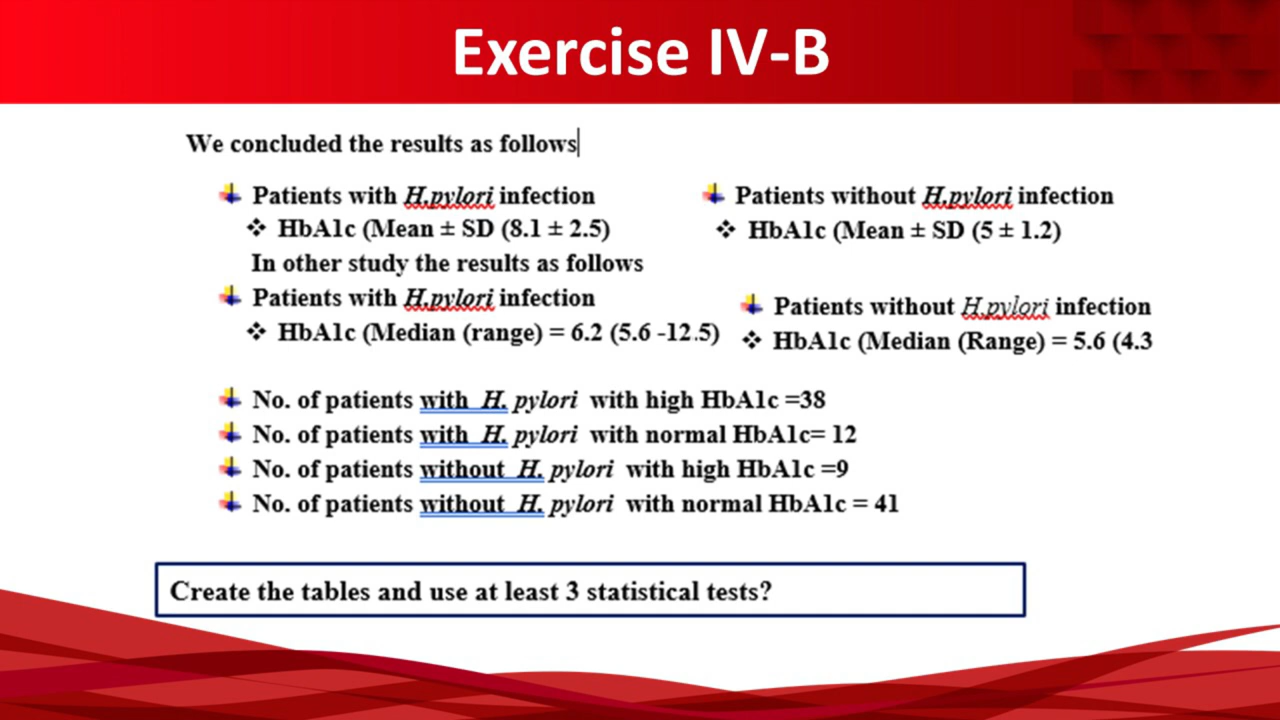 Exercise IV-B
We concluded the results as follows
Patients with H.pylori infection
HbA1c (Mean ± SD (8.1 ± 2.5)
Patients without H.pylori infection
HbA1c (Mean ± SD (5 ± 1.2)
In other study the results as follows
Patients with H.pylori infection
HbA1c (Median (range) = 6.2 (5.6 -12.5)
Patients without H.pylori infection
HbA1c (Median (Range) = 5.6 (4.3
No. of patients with H. pylori with high HbA1c =38
No. of patients with H. pylori with normal HbA1c= 12
No. of patients without H. pylori with high HbA1c =9
No. of patients without H. pylori with normal HbA1c = 41
Create the tables and use at least 3 statistical tests?